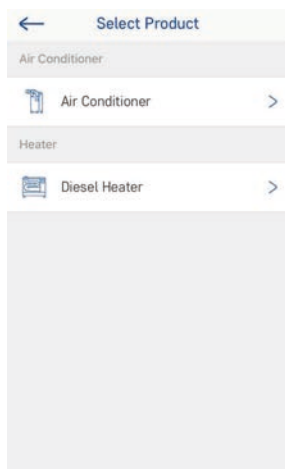 Select Product
Air Conditioner
Air Conditioner
Heater
Diesel Heater